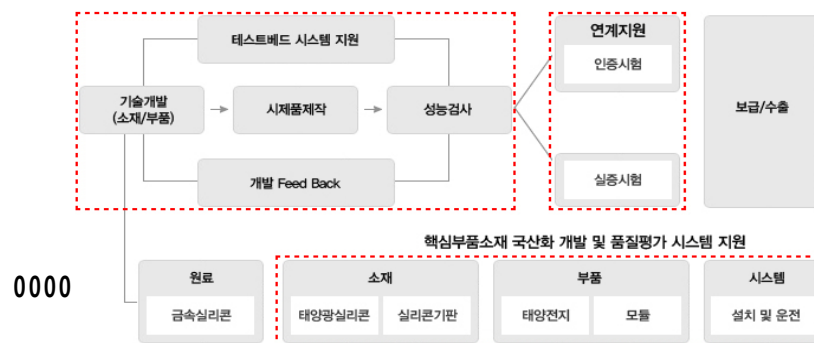 테스트베드 시스템 지원
연계지원
인증시험
기술개발
(소재/부품)
시제품제작
성능검사
보급/수출
개발 Feed Back
실증시험
핵심부품소재 국산화 개발 및 품질평가 시스템 지원
0000
원료
소재
부품
시스템
금속실리콘
태양광실리콘
실리콘기판
태양전지
모듈
설치 및 운전